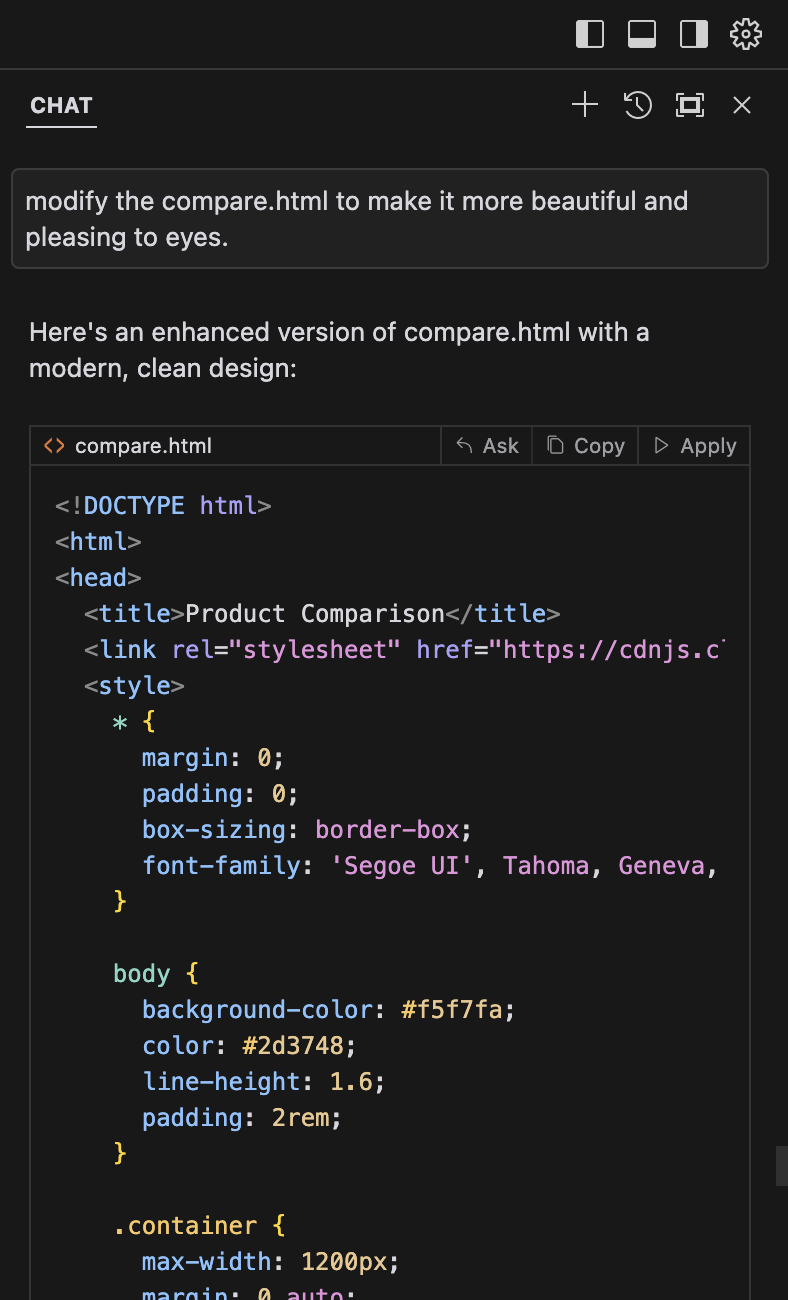 CHAT
modify the compare.html to make it more beautiful and
pleasing to eyes.
Here's an enhanced version of compare.html with a
modern, clean design:
<> compare.html Ask Copy Apply
<!DOCTYPE html>
<html>
<head>
  <title>Product Comparison</title>
  <link rel="stylesheet" href="https://cdnjs.c
  <style>
    * {
      margin: 0;
      padding: 0;
      box-sizing: border-box;
      font-family: 'Segoe UI', Tahoma, Geneva,
    }
    body {
      background-color: #f5f7fa;
      color: #2d3748;
      line-height: 1.6;
      padding: 2rem;
    }
    .container {
      max-width: 1200px;
      margin: 0 auto;